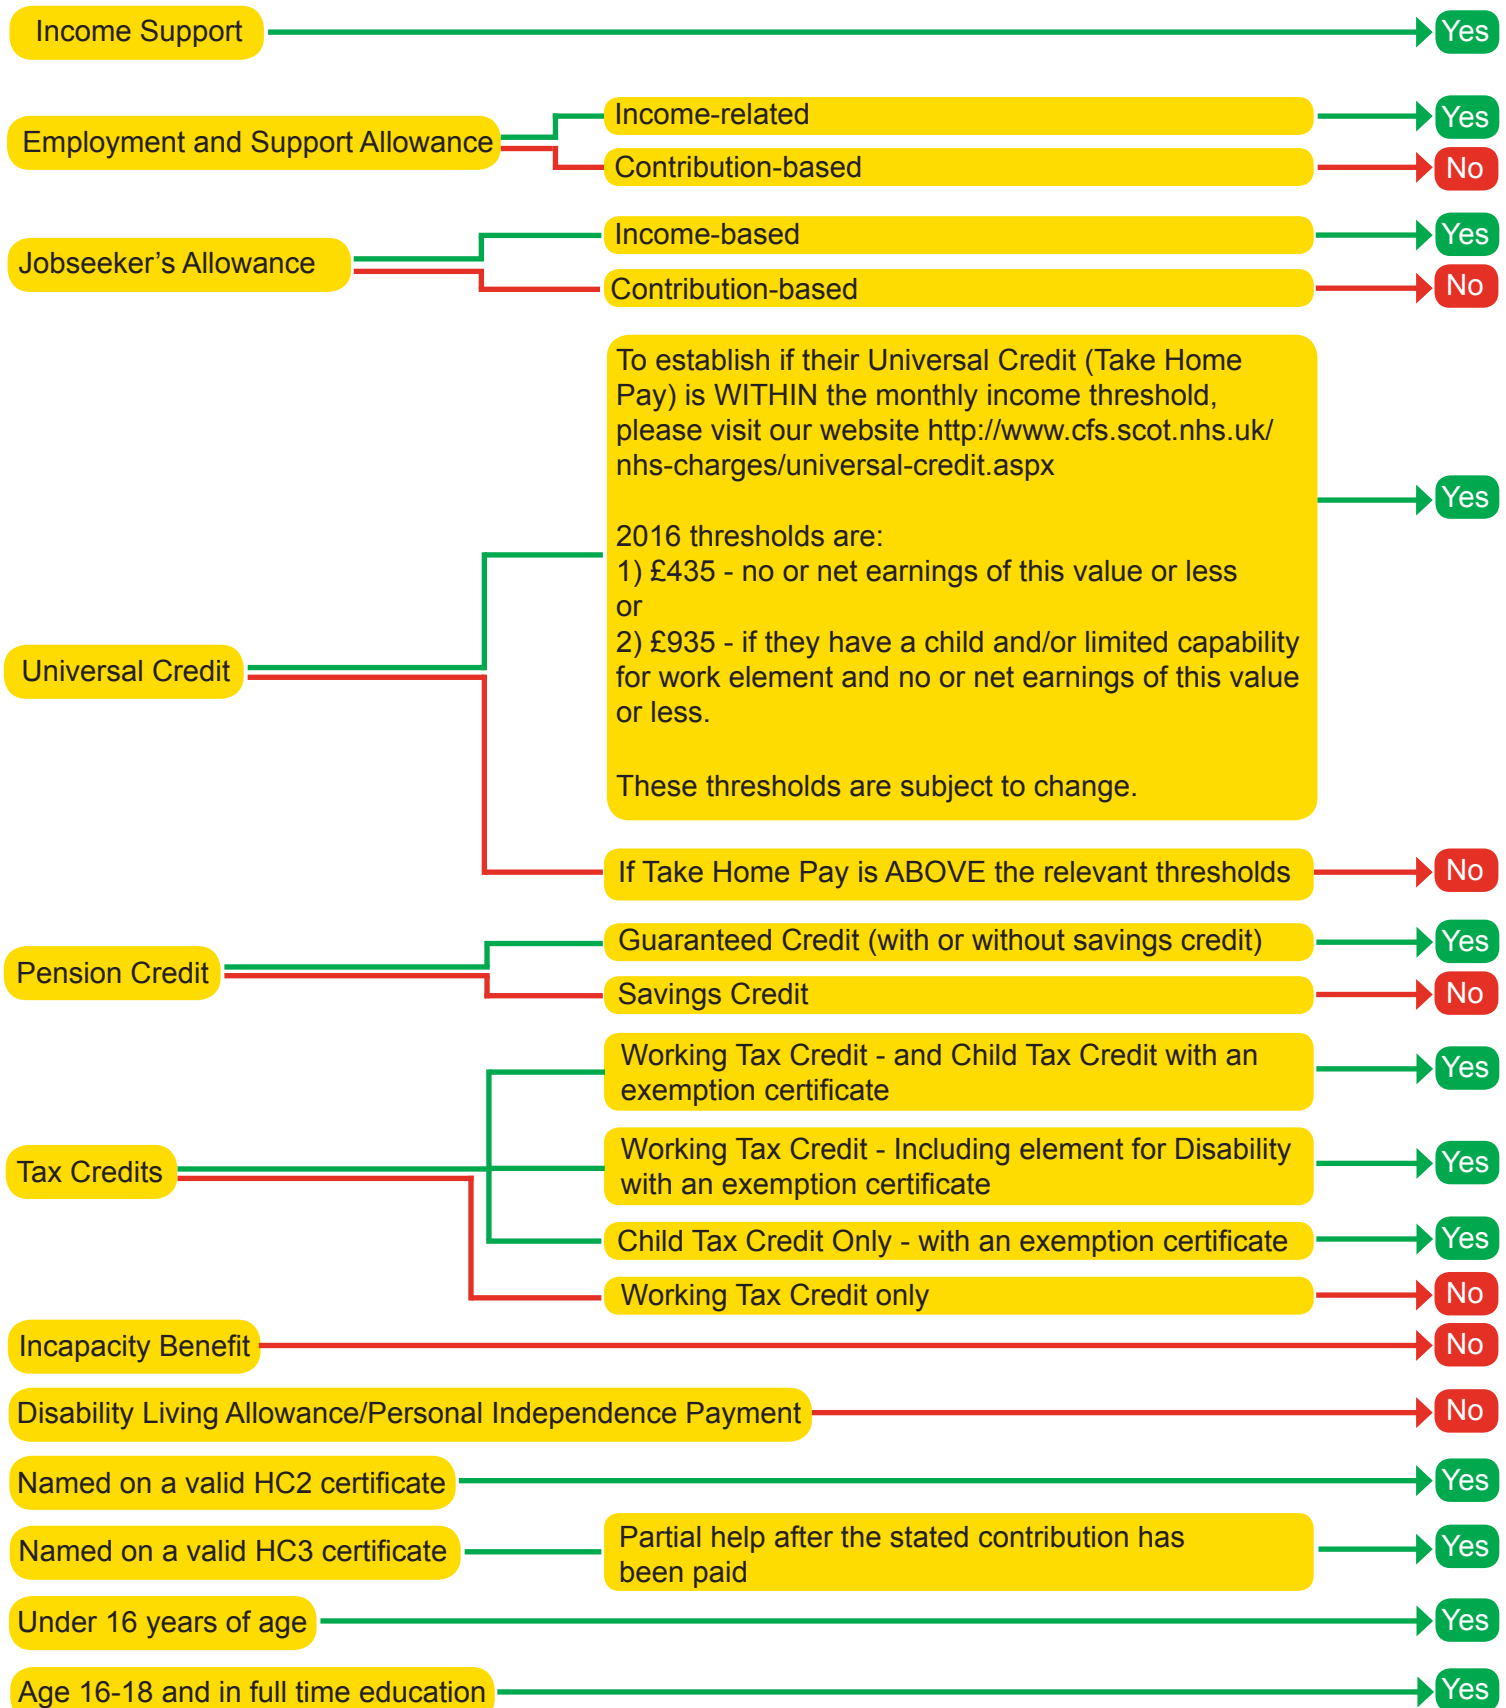 Income Support
Yes
Employment and Support Allowance
Income-related
Yes
Contribution-based
No
Jobseeker’s Allowance
Income-based
Yes
Contribution-based
No
Universal Credit
To establish if their Universal Credit (Take Home
Pay) is WITHIN the monthly income threshold,
please visit our website http://www.cfs.scot.nhs.uk/
nhs-charges/universal-credit.aspx
2016 thresholds are:
1) £435 - no or net earnings of this value or less
or
2) £935 - if they have a child and/or limited capability
for work element and no or net earnings of this value
or less.
These thresholds are subject to change.
Yes
If Take Home Pay is ABOVE the relevant thresholds
No
Pension Credit
Guaranteed Credit (with or without savings credit)
Yes
Savings Credit
No
Tax Credits
Working Tax Credit - and Child Tax Credit with an
exemption certificate
Yes
Working Tax Credit - Including element for Disability
with an exemption certificate
Yes
Child Tax Credit Only - with an exemption certificate
Yes
Working Tax Credit only
No
Incapacity Benefit
No
Disability Living Allowance/Personal Independence Payment
No
Named on a valid HC2 certificate
Yes
Named on a valid HC3 certificate
Partial help after the stated contribution has
been paid
Yes
Under 16 years of age
Yes
Age 16-18 and in full time education
Yes